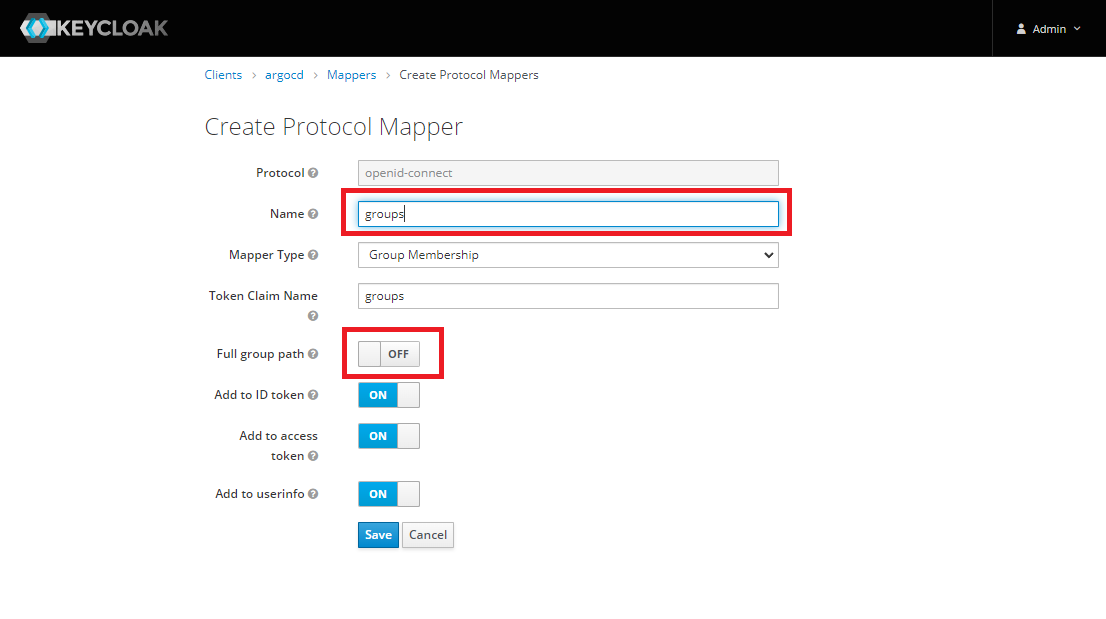 KEYCLOAK
Admin
Clients > argocd > Mappers > Create Protocol Mappers
Create Protocol Mapper
Protocol
openid-connect
Name
groups
Mapper Type
Group Membership
Token Claim Name
groups
Full group path
OFF
Add to ID token
ON
Add to access
token
ON
Add to userinfo
ON
Save
Cancel